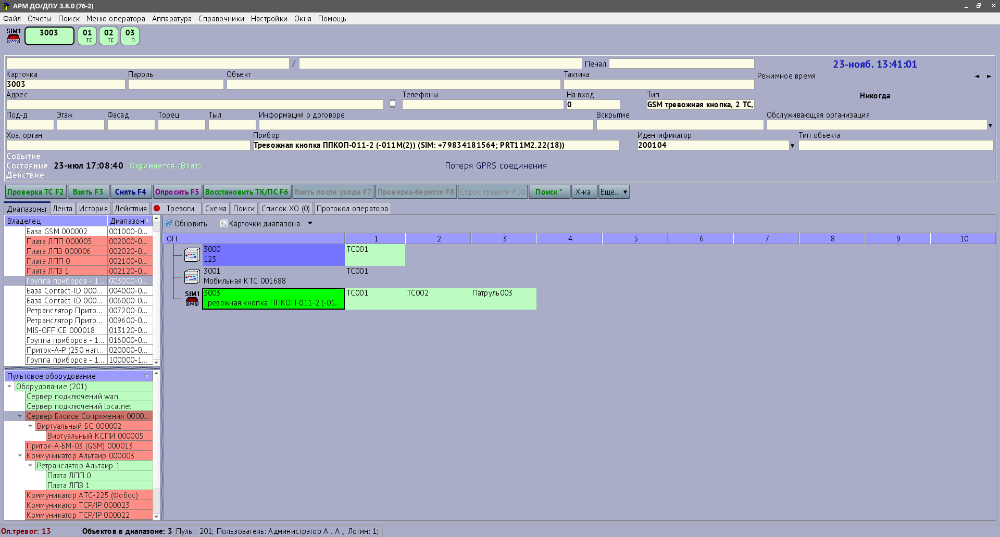 АРМ ДО/ДПУ 3.8.0 (76-2)
Файл Отчеты Поиск Меню оператора Аппаратура Справочники Настройки Окна Помощь
SIM1 SMS 3003 01 ТС 02 ТС 03 П
/ Пенал 23-нояб. 13:41:01
Карточка Пароль Объект Тактика Режимное время
3003
Адрес Телефоны На вход Тип Никогда
0 GSM тревожная кнопка, 2 ТС,
Под-д Этаж Фасад Торец Тыл Информация о договоре Вскрытие Обслуживающая организация
Хоз. орган Прибор Идентификатор Тип объекта
Тревожная кнопка ППКОП-011-2 (-011М(2)) (SIM: +79834181564; PRT11M2.22(18)) 200104
Событие
Состояние 23-июл 17:08:40 Охраняется (Взят) Потеря GPRS соединения
Действие
Проверка ТС F2 Взять F3 Снять F4 Опросить F5 Восстановить ТК/ПС F6 Взять после ухода F7 Проверка-берется F8 Сброс тревоги F10 Поиск * Х-ка Еще...
Диапазоны Лента История Действия Тревоги Схема Поиск Список ХО (0) Протокол оператора
Владелец Диапазон
База GSM 000002 001000-0...
Плата ЛПП 000005 002000-0...
Плата ЛПЗ 000006 002020-0...
Плата ЛПП 0 002100-0...
Плата ЛПЗ 1 002120-0...
Группа приборов - 1... 003000-0...
База Contact-ID 000... 004000-0...
База Contact-ID 000... 006000-0...
Ретранслятор Прито... 007200-0...
Ретранслятор Прито... 009600-0...
MIS-OFFICE 000018 013120-0...
Группа приборов - 1... 016000-0...
Приток-А-Р (250 нап... 020000-0...
Группа приборов - 1... 100000-1...
Пультовое оборудование
Оборудование (201)
Сервер подключений wan
Сервер подключений localnet
Сервер Блоков Сопряжения 0000...
Виртуальный БС 000002
Виртуальный КСПИ 000005
Приток-А-БМ-03 (GSM) 000013
Коммуникатор Альтаир 000003
Ретранслятор Альтаир 1
Плата ЛПП 0
Плата ЛПЗ 1
Коммуникатор АТС-225 (Фобос)
Коммуникатор TCP/IP 000023
Коммуникатор TCP/IP 000022
Обновить Карточки диапазона
ОП 1 2 3 4 5 6 7 8 9 10
3000 ТС001
123
3001 ТС001
Мобильная КТС 001688
SIM1 SMS 3003 ТС001 ТС002 Патруль003
Тревожная кнопка ППКОП-011-2 (-01...
Оп.тревог: 13 Объектов в диапазоне: 3 Пульт: 201; Пользователь: Администратор А . А .; Логин: 1;